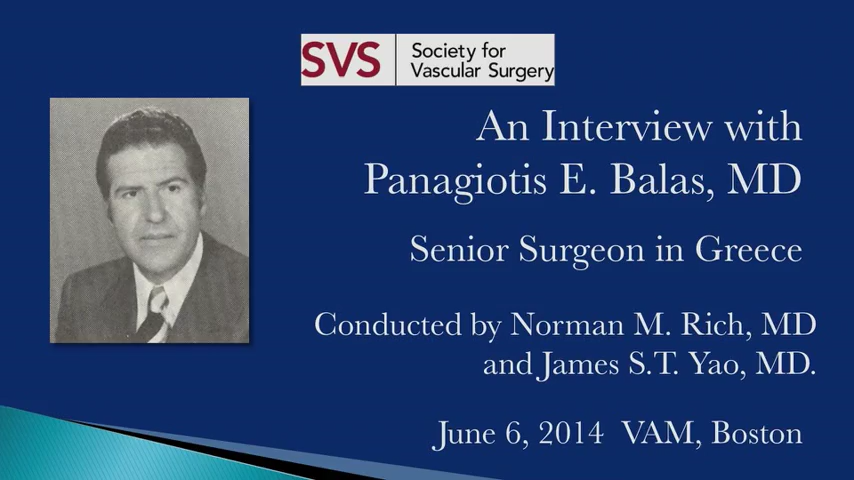 SVS
Society for
Vascular Surgery
An Interview with
Panagiotis E. Balas, MD
Senior Surgeon in Greece
Conducted by Norman M. Rich, MD
and James S.T. Yao, MD.
June 6, 2014 VAM, Boston